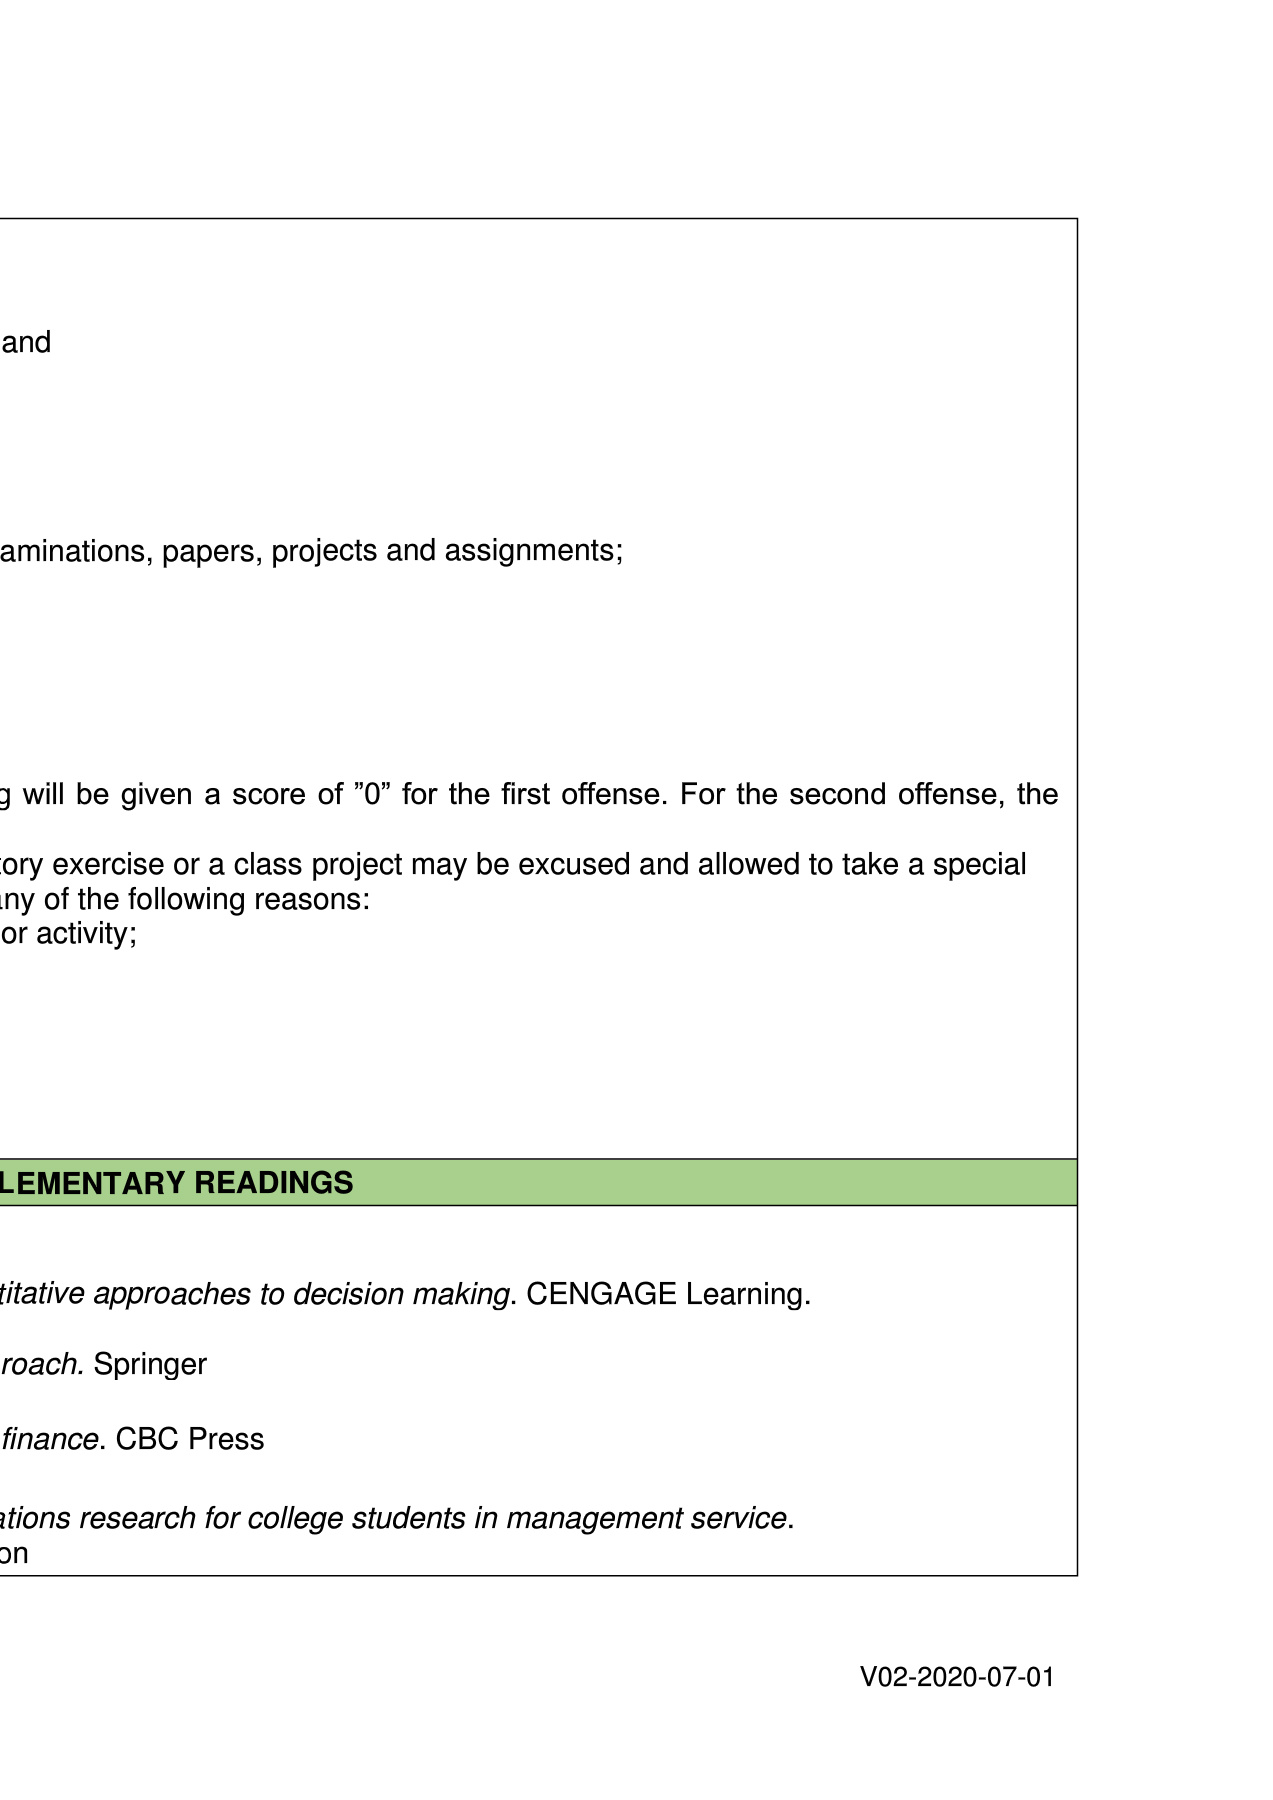 and
aminations, papers, projects and assignments;
g will be given a score of ”0” for the first offense. For the second offense, the
tory exercise or a class project may be excused and allowed to take a special
any of the following reasons:
or activity;
LEMENTARY READINGS
titative approaches to decision making. CENGAGE Learning.
roach. Springer
finance. CBC Press
ations research for college students in management service.
on
V02-2020-07-01